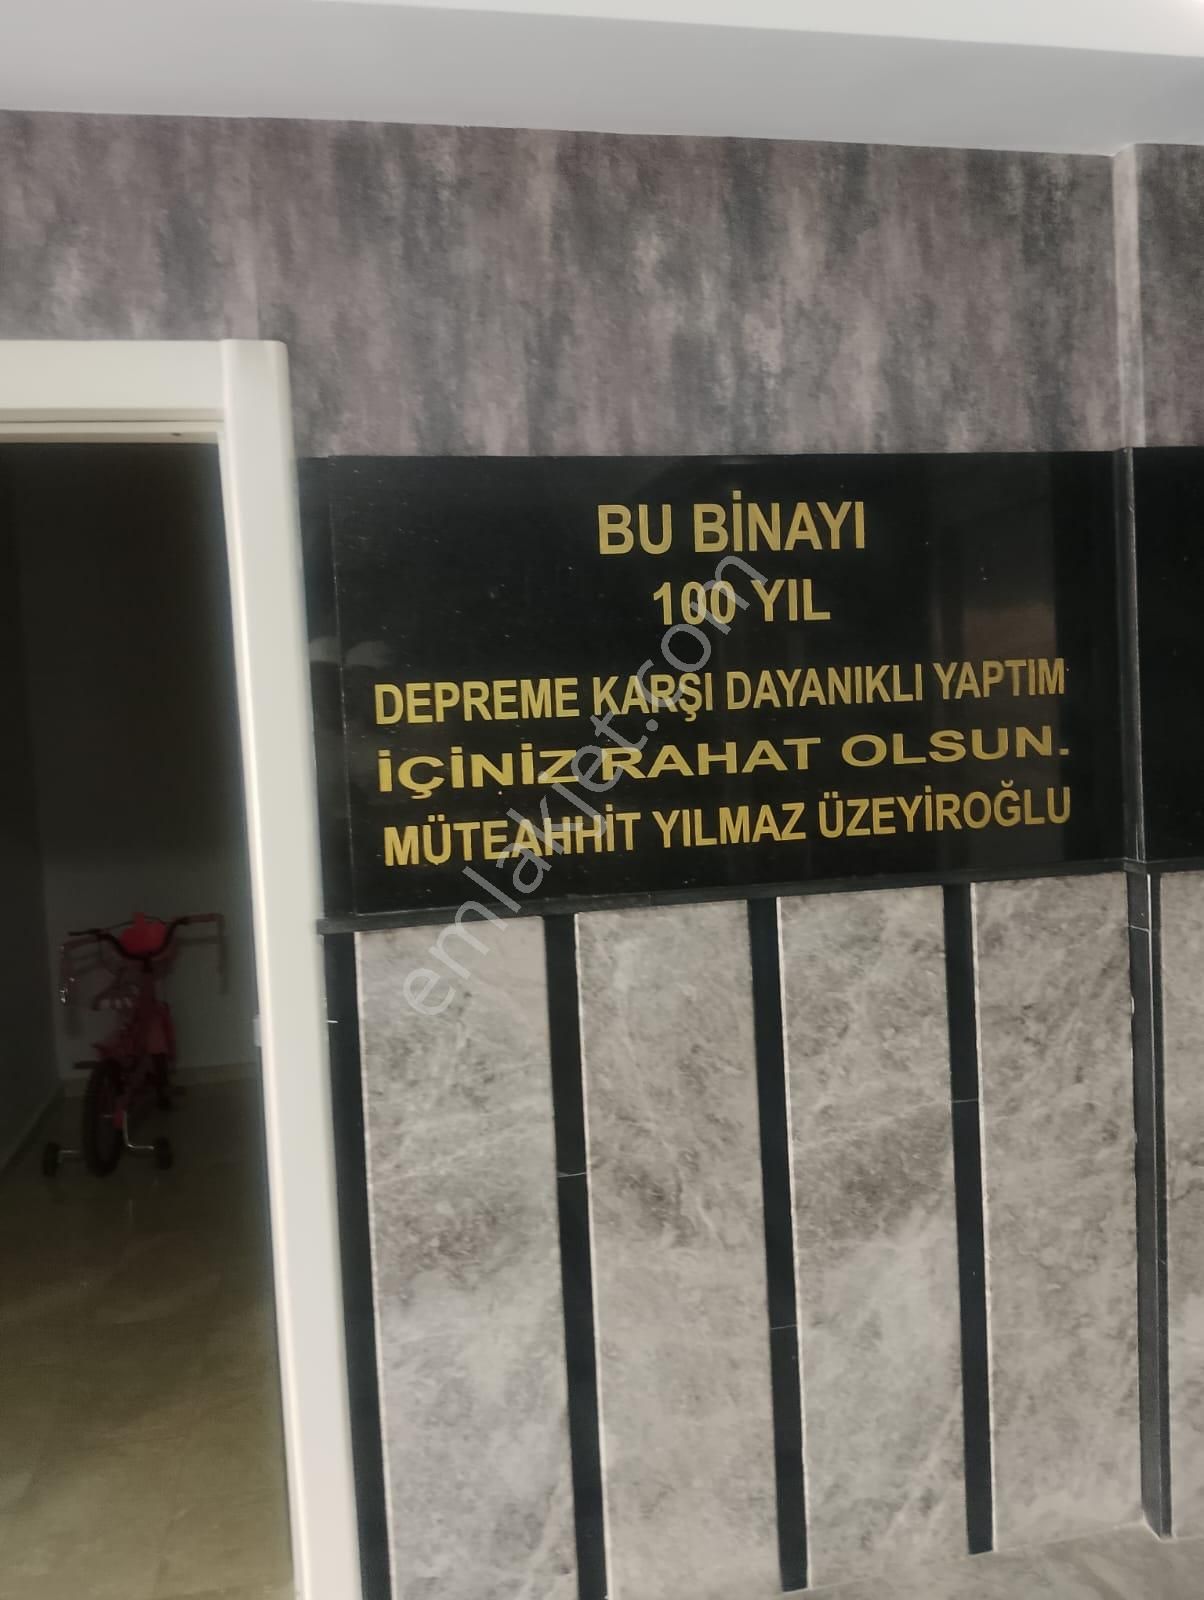 BU BİNAYI
100 YIL
DEPREME KARŞI DAYANIKLI YAPTIM
İÇİNİZ RAHAT OLSUN.
MÜTEAHHİT YILMAZ ÜZEYİROĞLU
emlakjet.com